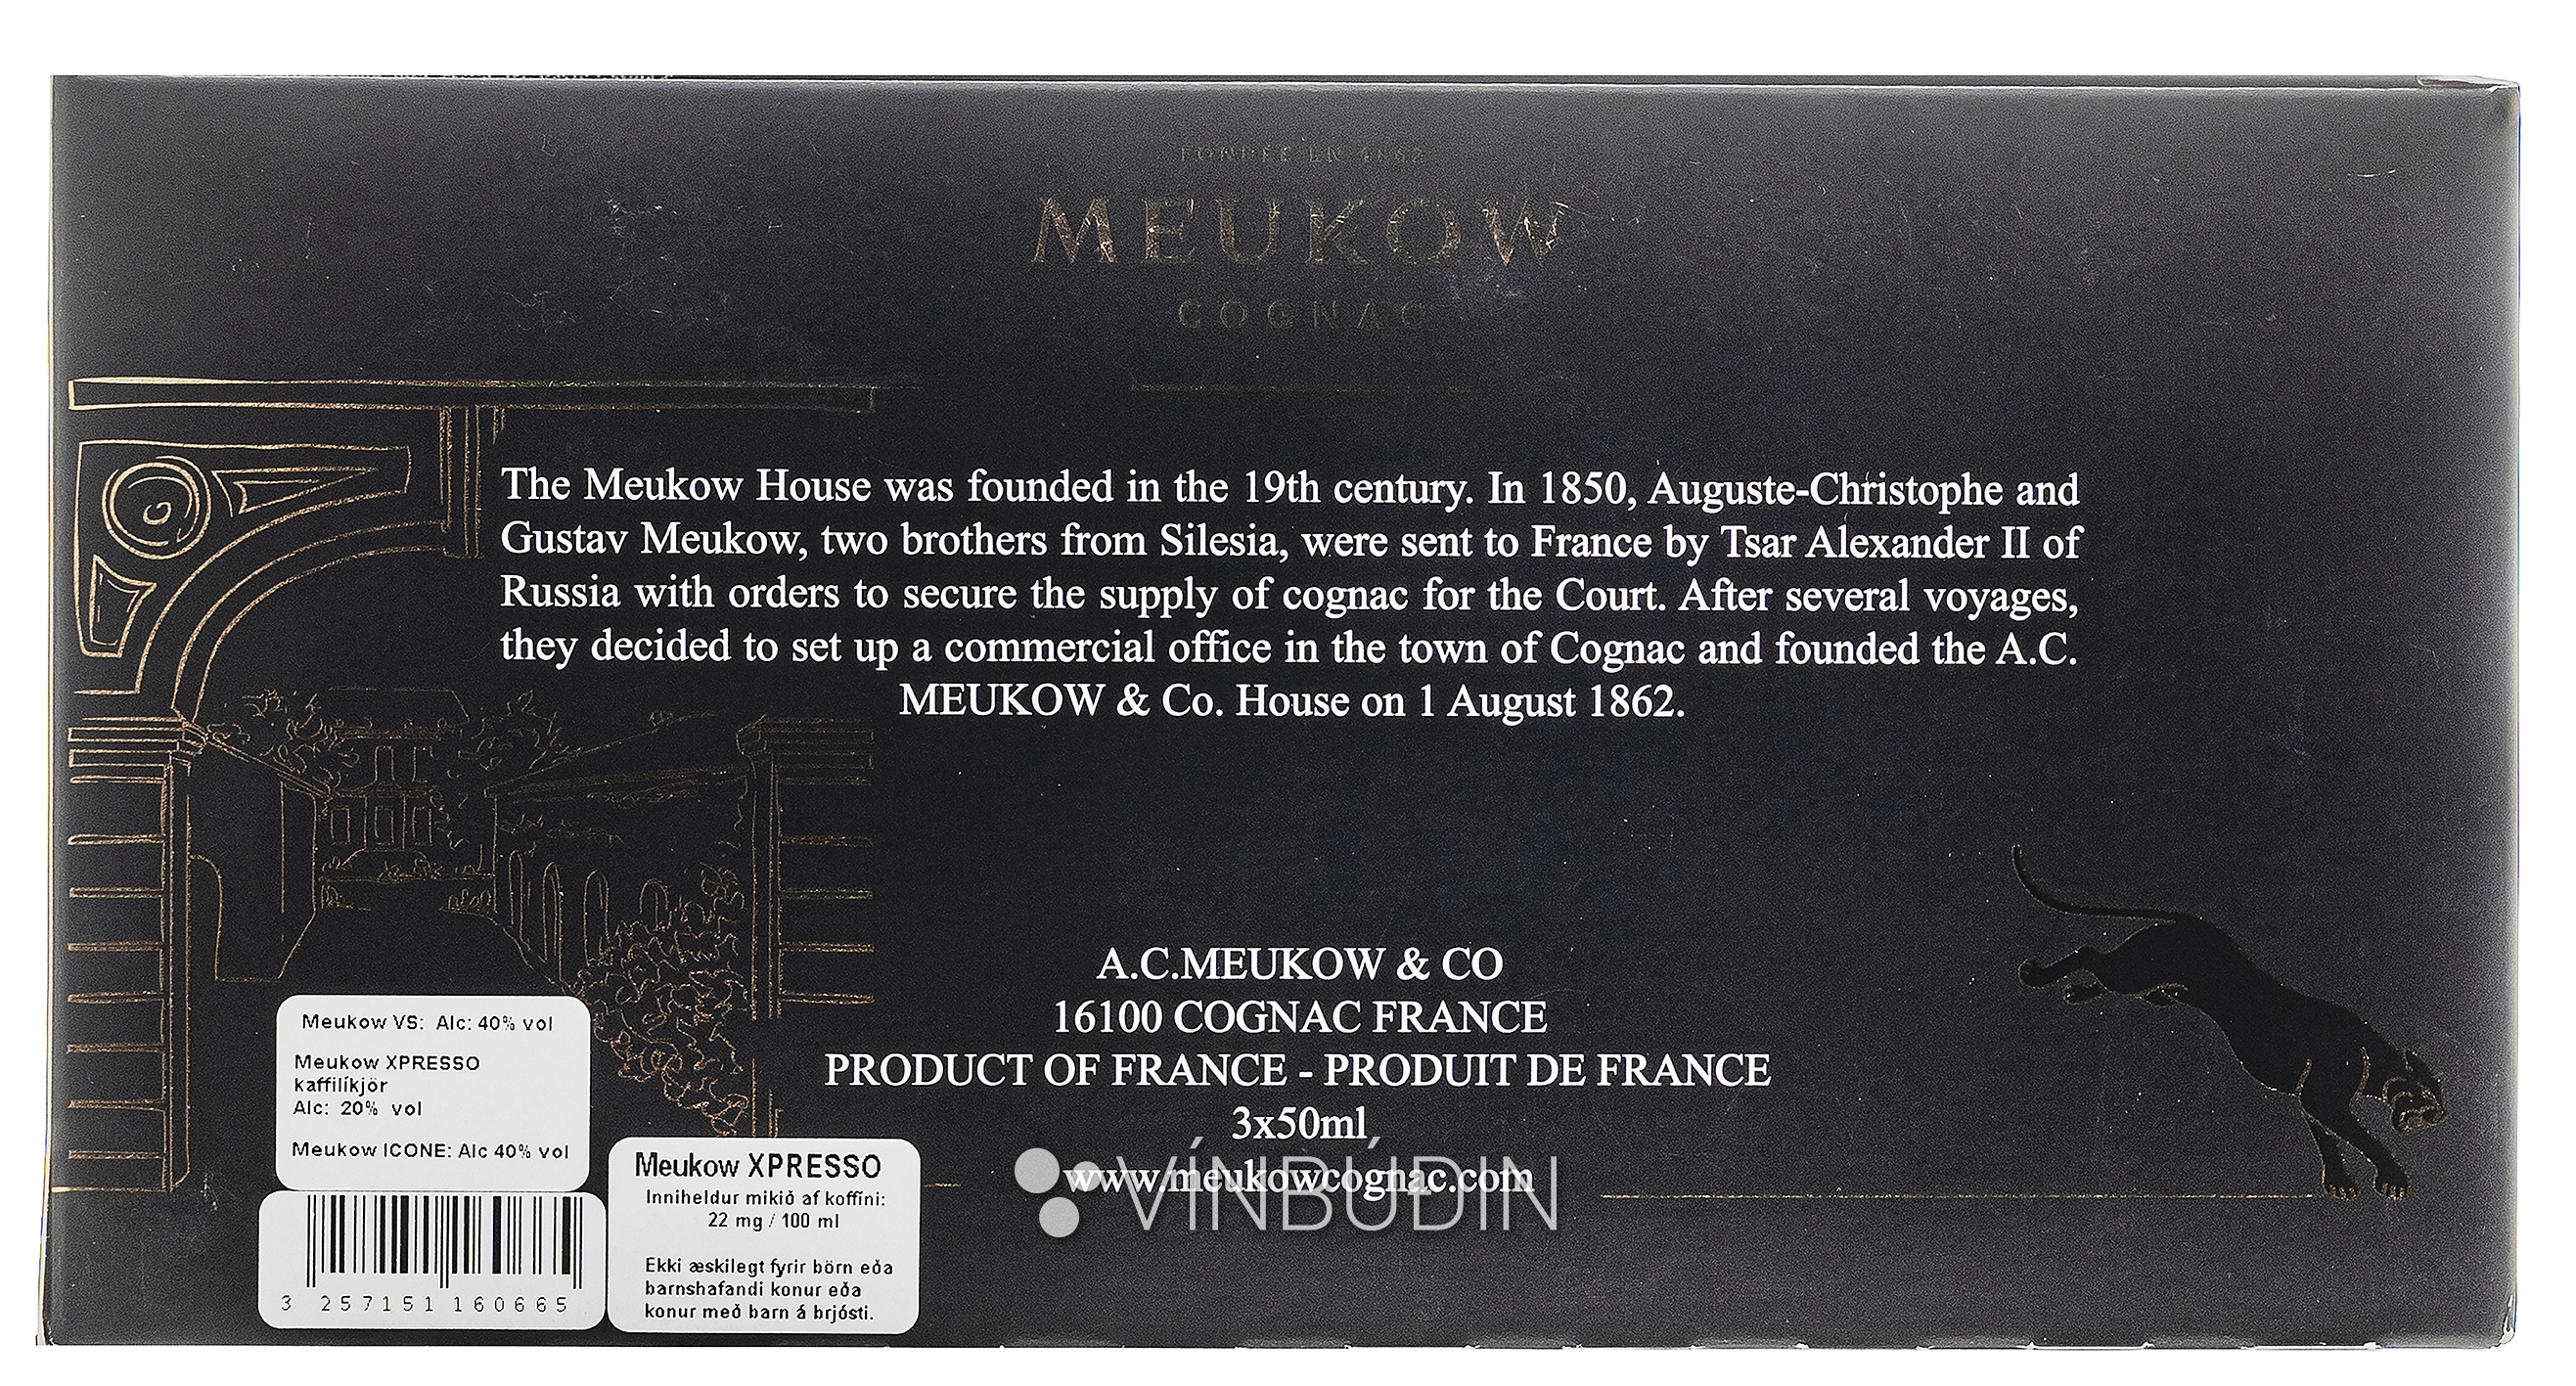 FONDÉE EN 1862
MEUKOW
COGNAC
The Meukow House was founded in the 19th century. In 1850, Auguste-Christophe and
Gustav Meukow, two brothers from Silesia, were sent to France by Tsar Alexander II of
Russia with orders to secure the supply of cognac for the Court. After several voyages,
they decided to set up a commercial office in the town of Cognac and founded the A.C.
MEUKOW & Co. House on 1 August 1862.
A.C.MEUKOW & CO
16100 COGNAC FRANCE
PRODUCT OF FRANCE - PRODUIT DE FRANCE
3x50ml
www.meukowcognac.com
VÍNBÚÐIN
Meukow VS: Alc: 40% vol
Meukow XPRESSO
kaffilíkjör
Alc: 20% vol
Meukow ICONE: Alc 40% vol
3 257151 160665
Meukow XPRESSO
Inniheldur mikið af koffíni:
22 mg / 100 ml
Ekki æskilegt fyrir börn eða
barnshafandi konur eða
konur með barn á brjósti.